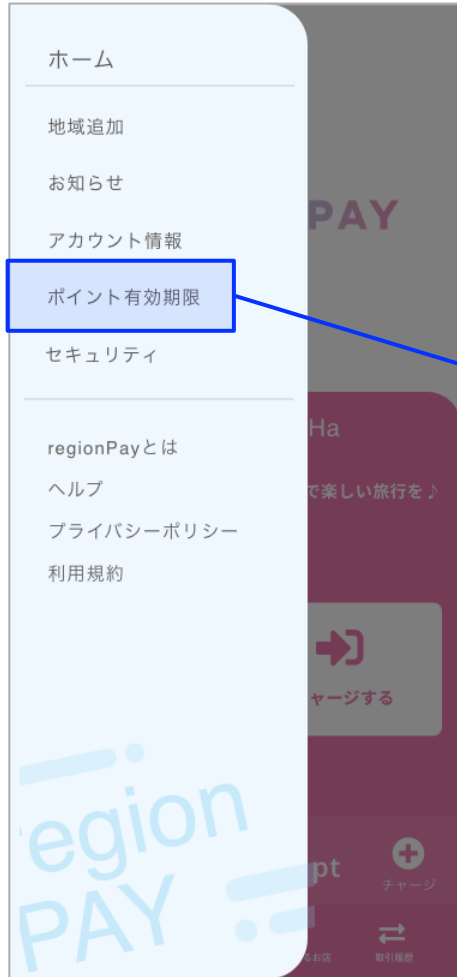 ホーム
地域追加
お知らせ
アカウント情報
ポイント有効期限
セキュリティ
regionPayとは
ヘルプ
プライバシーポリシー
利用規約
egion
PAY
PAY
Ha
で楽しい旅行を♪
ャージする
pt
チャージ
るお店
取引履歴